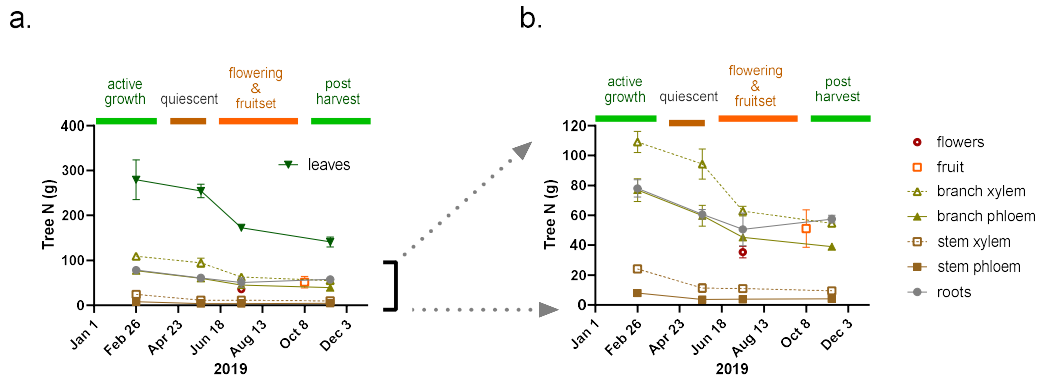 a.
active
growth
quiescent
flowering
&
fruitset
post
harvest
400
300
200
100
0
Tree N (g)
leaves
Jan 1
Feb 26
Apr 23
Jun 18
Aug 13
Oct 8
Dec 3
2019
b.
active
growth
quiescent
flowering
&
fruitset
post
harvest
120
100
80
60
40
20
0
Tree N (g)
Jan 1
Feb 26
Apr 23
Jun 18
Aug 13
Oct 8
Dec 3
2019
flowers
fruit
branch xylem
branch phloem
stem xylem
stem phloem
roots